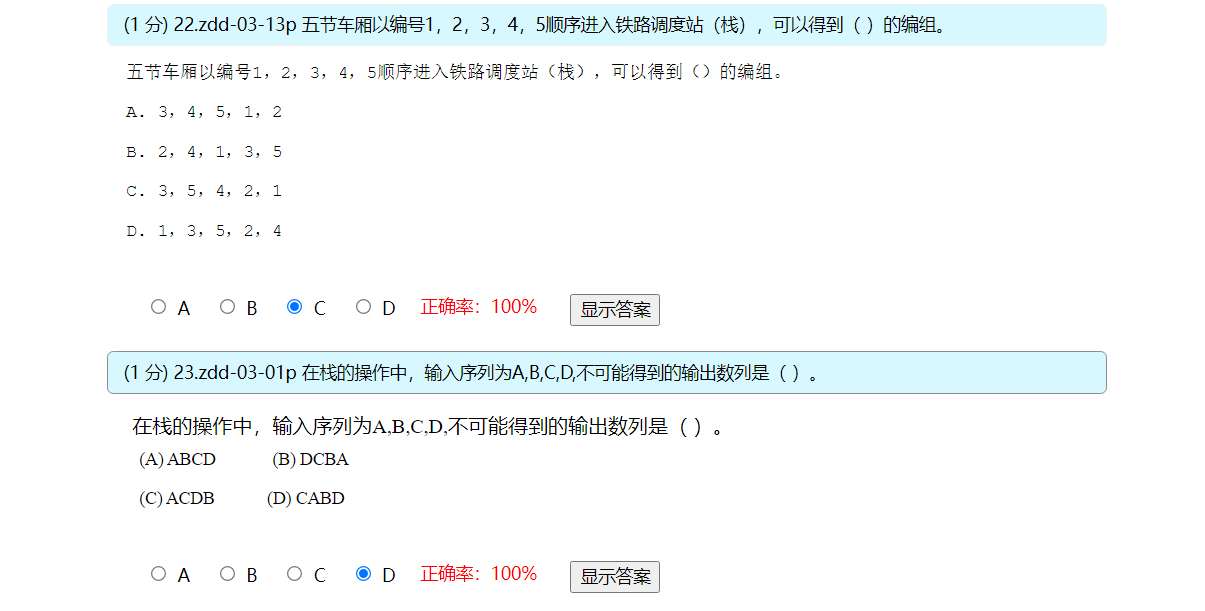 (1 分) 22.zdd-03-13p 五节车厢以编号1，2，3，4，5顺序进入铁路调度站（栈），可以得到（ ）的编组。
五节车厢以编号1，2，3，4，5顺序进入铁路调度站（栈），可以得到（）的编组。
A. 3，4，5，1，2
B. 2，4，1，3，5
C. 3，5，4，2，1
D. 1，3，5，2，4
A B C D 正确率：100% 显示答案
(1 分) 23.zdd-03-01p 在栈的操作中，输入序列为A,B,C,D,不可能得到的输出数列是（ ）。
在栈的操作中，输入序列为A,B,C,D,不可能得到的输出数列是（ ）。
(A) ABCD (B) DCBA
(C) ACDB (D) CABD
A B C D 正确率：100% 显示答案